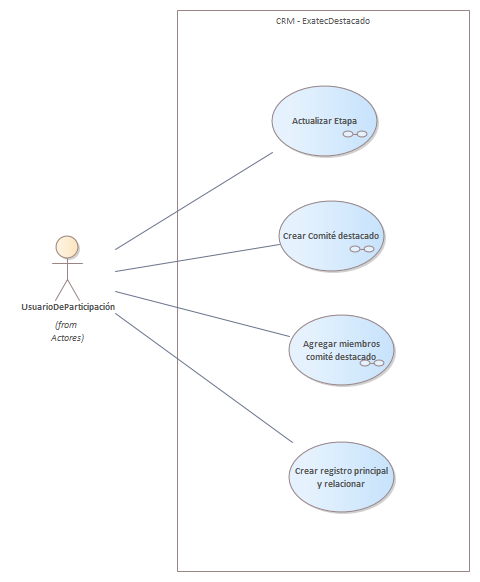 CRM - ExatecDestacado
Actualizar Etapa
Crear Comité destacado
UsuarioDeParticipación
(from
Actores)
Agregar miembros
comité destacado
Crear registro principal
y relacionar